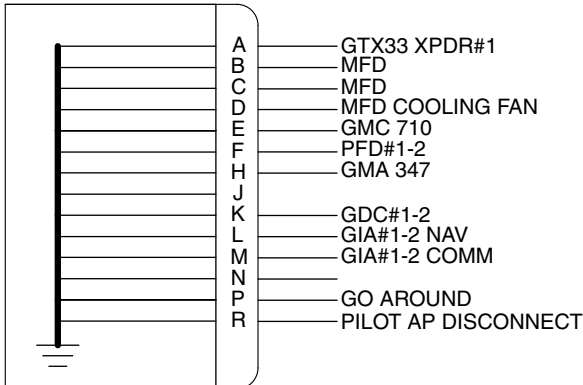 A GTX33 XPDR#1
B MFD
C MFD
D MFD COOLING FAN
E GMC 710
F PFD#1-2
H GMA 347
J
K GDC#1-2
L GIA#1-2 NAV
M GIA#1-2 COMM
N
P GO AROUND
R PILOT AP DISCONNECT